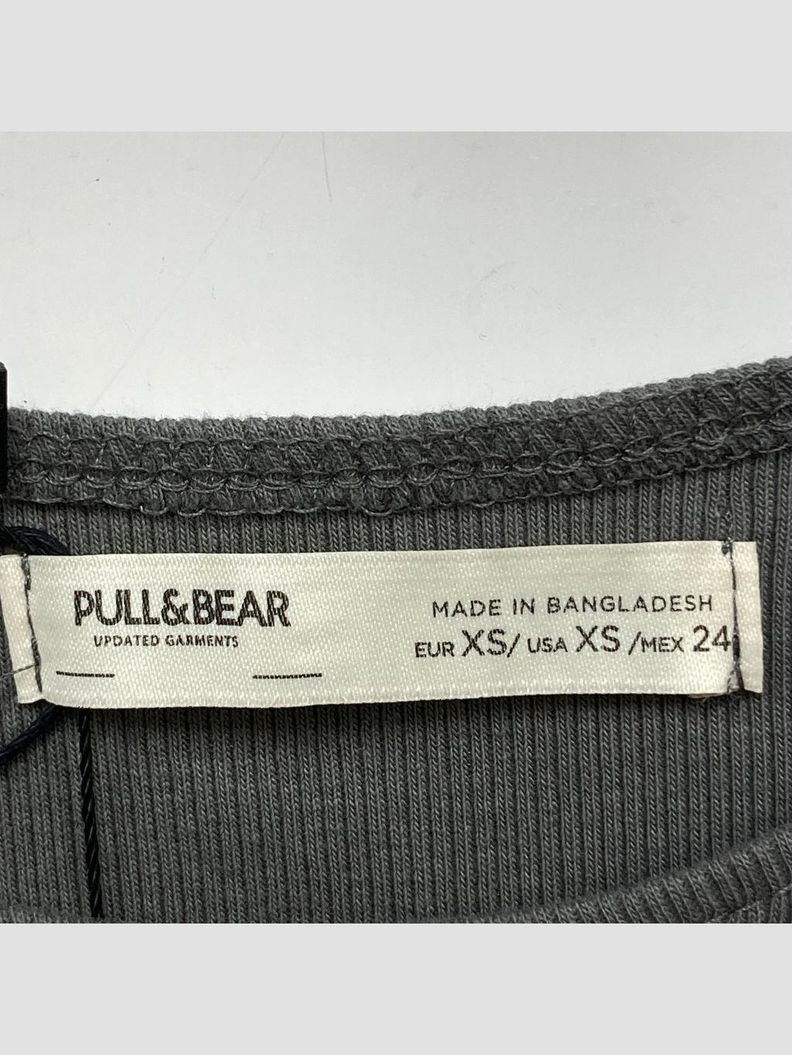 PULL&BEAR
UPDATED GARMENTS
MADE IN BANGLADESH
EUR XS/ USA XS /MEX 24